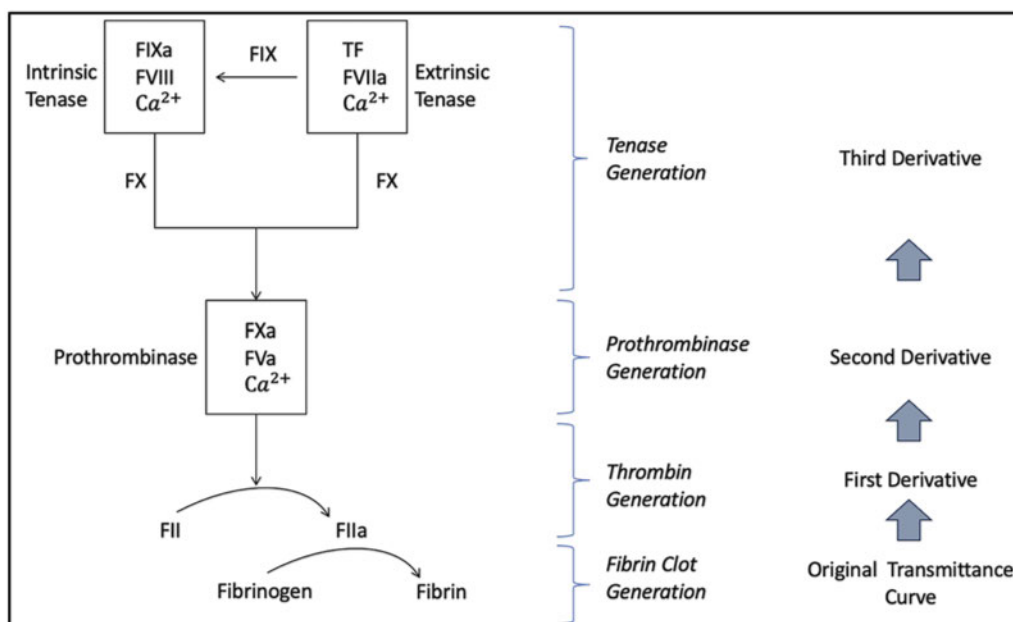 FIXa
FVIII
Ca²⁺
Intrinsic
Tenase
FIX
TF
FVIIa
Ca²⁺
Extrinsic
Tenase
FX
FX
Tenase
Generation
Third Derivative
Prothrombinase
FXa
FVa
Ca²⁺
Prothrombinase
Generation
Second Derivative
Thrombin
Generation
First Derivative
FII
FIIa
Fibrinogen
Fibrin
Fibrin Clot
Generation
Original Transmittance
Curve